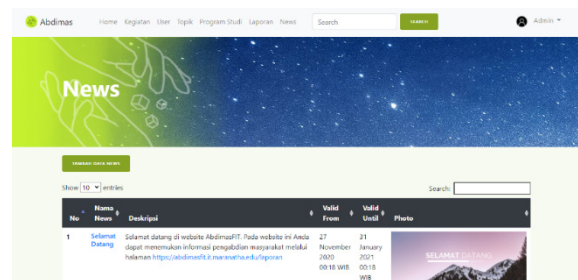 Abdimas Home Kegiatan User Topik Program Studi Laporan News Search SEARCH Admin
News
TAMBAH DATA NEWS
Show 10 entries Search:
No Nama News Deskripsi Valid From Valid Until Photo
1 Selamat Datang Selamat datang di website AbdimasFIT. Pada website ini Anda dapat menemukan informasi pengabdian masyarakat melalui halaman https://abdimasfit.it.maranatha.edu/laporan 27 November 2020 00:18 WIB 31 January 2021 00:18 WIB SELAMAT DATANG